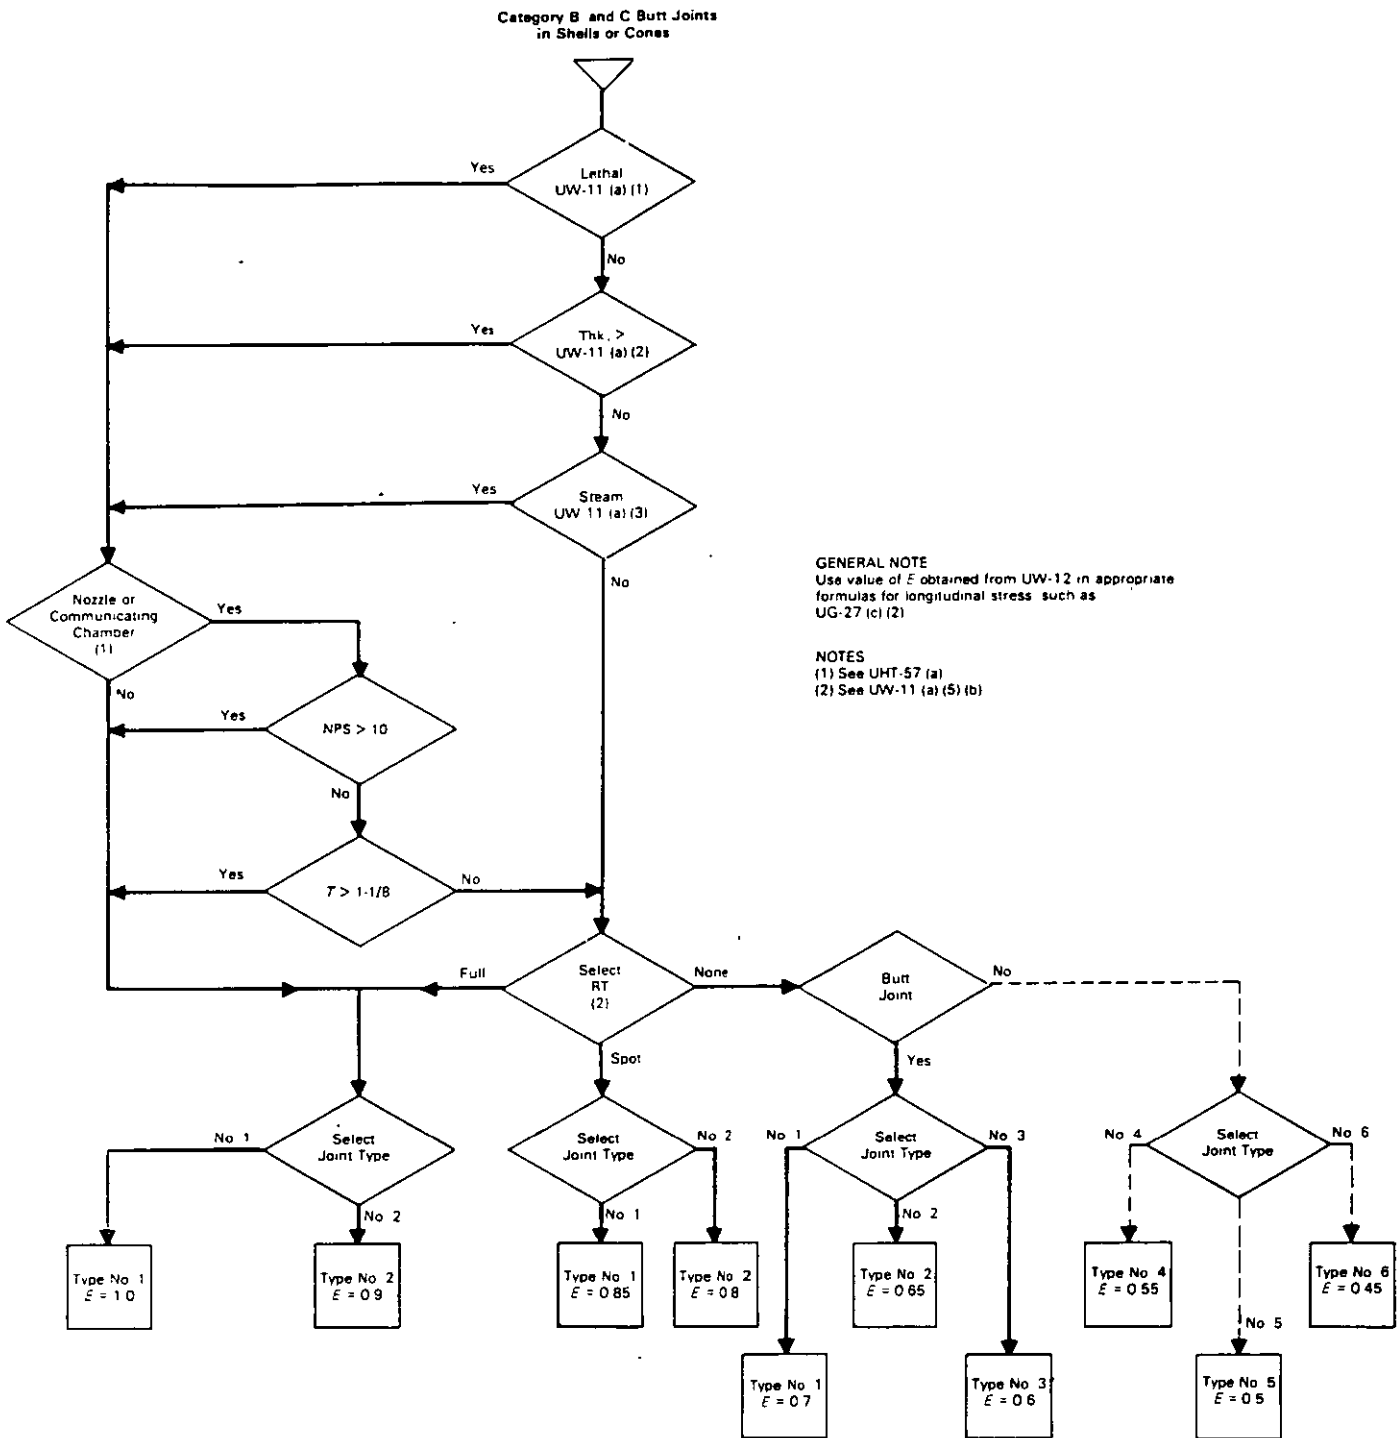 Category B and C Butt Joints
in Shells or Cones
Yes
Lethal
UW-11 (a) (1)
No
Yes
Thk. >
UW-11 (a) (2)
No
Yes
Stream
UW 11 (a) (3)
No
GENERAL NOTE
Use value of E obtained from UW-12 in appropriate
formulas for longitudinal stress such as
UG-27 (c) (2)
NOTES
(1) See UHT-57 (a)
(2) See UW-11 (a) (5) (b)
Nozzle or
Communicating
Chamber
(1)
Yes
No
Yes
NPS > 10
No
Yes
T > 1-1/8
No
Full
Select
RT
(2)
None
Butt
Joint
No
Spot
Yes
No 1
Select
Joint Type
No 2
Select
Joint Type
No 2
No 1
No 1
Select
Joint Type
No 3
No 2
No 4
Select
Joint Type
No 6
No 5
Type No 1
E = 1 0
Type No 2
E = 0 9
Type No 1
E = 0 85
Type No 2
E = 0 8
Type No 2
E = 0 65
Type No 4
E = 0 55
Type No 6
E = 0 45
Type No 1
E = 0 7
Type No 3
E = 0 6
Type No 5
E = 0 5